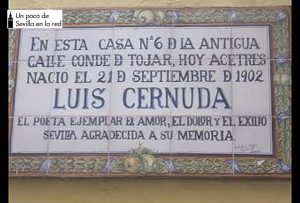 Un poco de
Sevilla en la red
EN ESTA CASA Nº 6 D LA ANTIGUA
CALLE CONDE D TOJAR, HOY ACETRES
NACIO EL 21 D SEPTIEMBRE D 1902
LUIS CERNUDA
EL POETA EJEMPLAR D AMOR, EL DOLOR Y EL EXILIO
SEVILLA AGRADECIDA A SU MEMORIA.